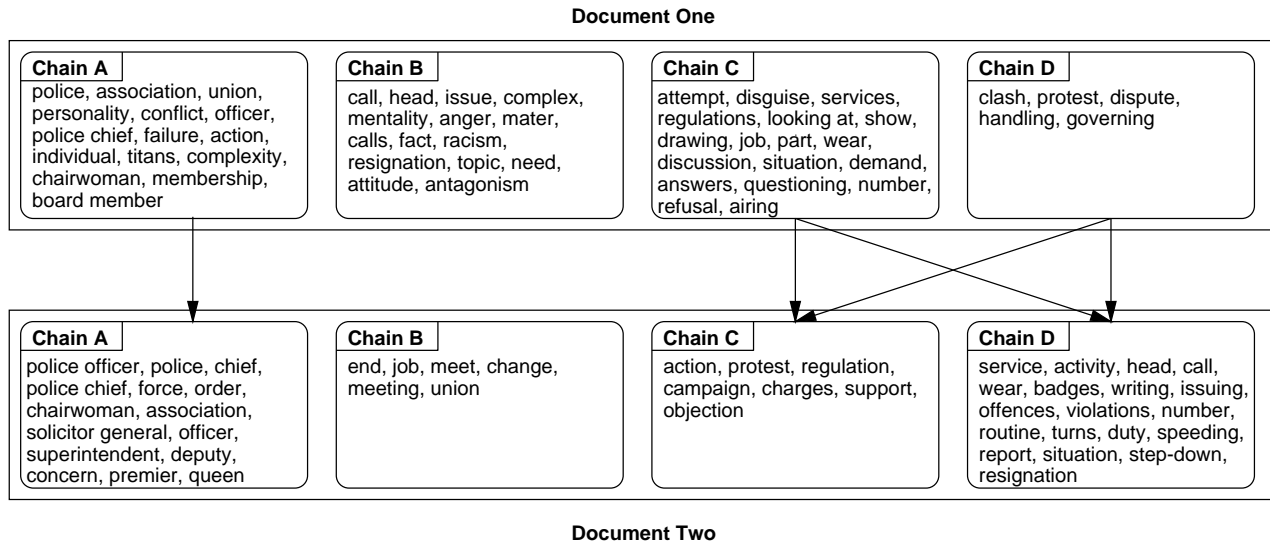 Document One
Chain A
police, association, union,
personality, conflict, officer,
police chief, failure, action,
individual, titans, complexity,
chairwoman, membership,
board member
Chain B
call, head, issue, complex,
mentality, anger, mater,
calls, fact, racism,
resignation, topic, need,
attitude, antagonism
Chain C
attempt, disguise, services,
regulations, looking at, show,
drawing, job, part, wear,
discussion, situation, demand,
answers, questioning, number,
refusal, airing
Chain D
clash, protest, dispute,
handling, governing
Chain A
police officer, police, chief,
police chief, force, order,
chairwoman, association,
solicitor general, officer,
superintendent, deputy,
concern, premier, queen
Chain B
end, job, meet, change,
meeting, union
Chain C
action, protest, regulation,
campaign, charges, support,
objection
Chain D
service, activity, head, call,
wear, badges, writing, issuing,
offences, violations, number,
routine, turns, duty, speeding,
report, situation, step-down,
resignation
Document Two